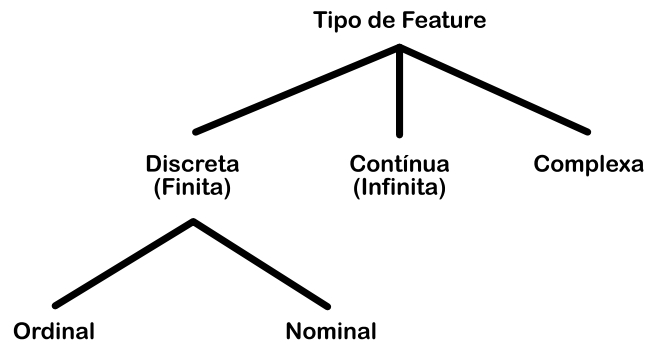 Tipo de Feature
Discreta
(Finita)
Contínua
(Infinita)
Complexa
Ordinal
Nominal